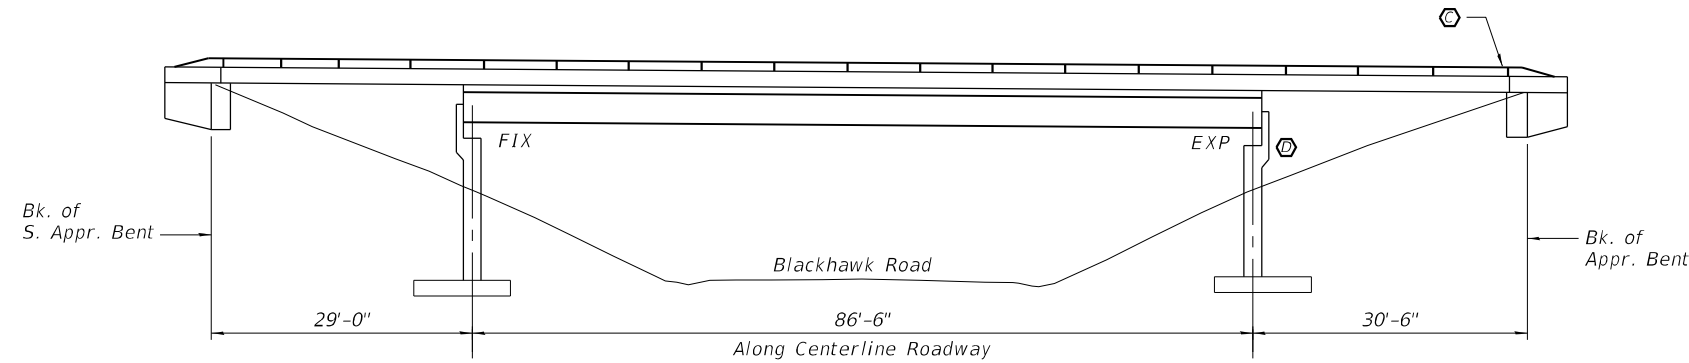 C
FIX
EXP
D
Bk. of
S. Appr. Bent
Bk. of
Appr. Bent
Blackhawk Road
29'-0"
86'-6"
30'-6"
Along Centerline Roadway